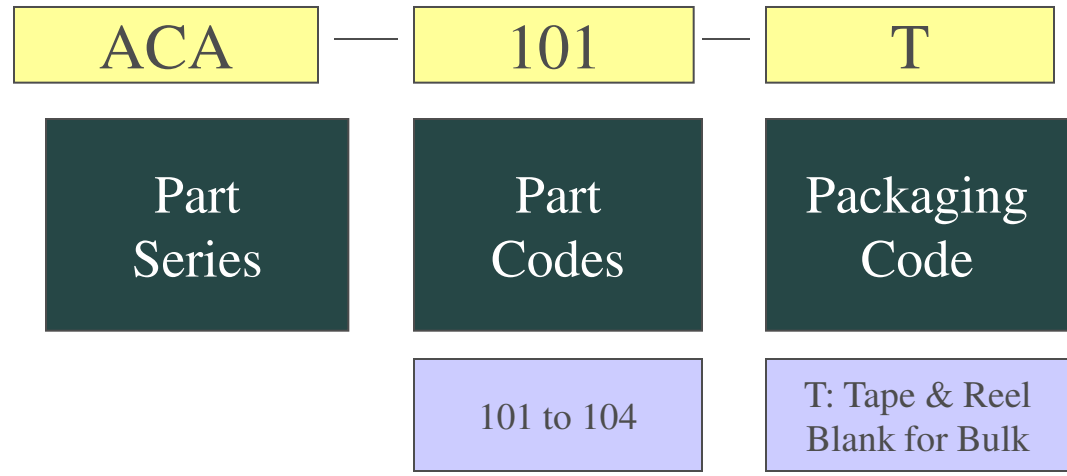 ACA — 101 — T
Part
Series
Part
Codes
Packaging
Code
101 to 104
T: Tape & Reel
Blank for Bulk